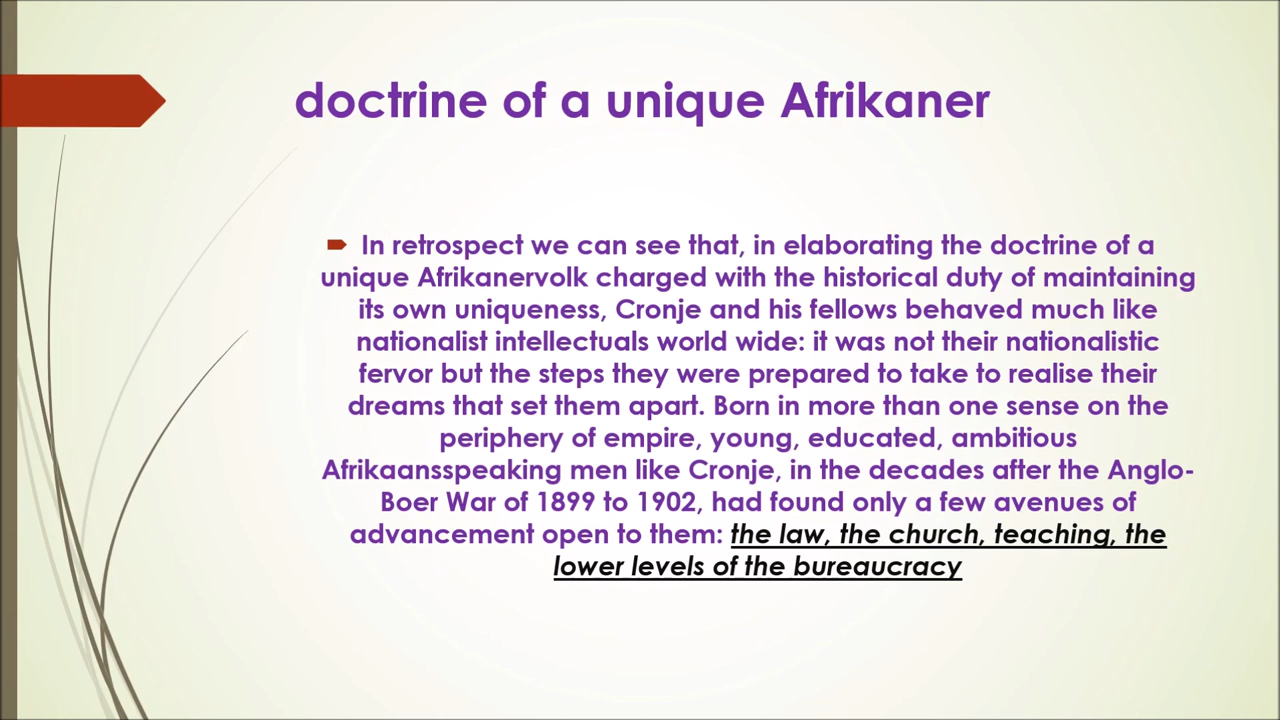 doctrine of a unique Afrikaner
In retrospect we can see that, in elaborating the doctrine of a
unique Afrikanervolk charged with the historical duty of maintaining
its own uniqueness, Cronje and his fellows behaved much like
nationalist intellectuals world wide: it was not their nationalistic
fervor but the steps they were prepared to take to realise their
dreams that set them apart. Born in more than one sense on the
periphery of empire, young, educated, ambitious
Afrikaansspeaking men like Cronje, in the decades after the Anglo-
Boer War of 1899 to 1902, had found only a few avenues of
advancement open to them: the law, the church, teaching, the
lower levels of the bureaucracy